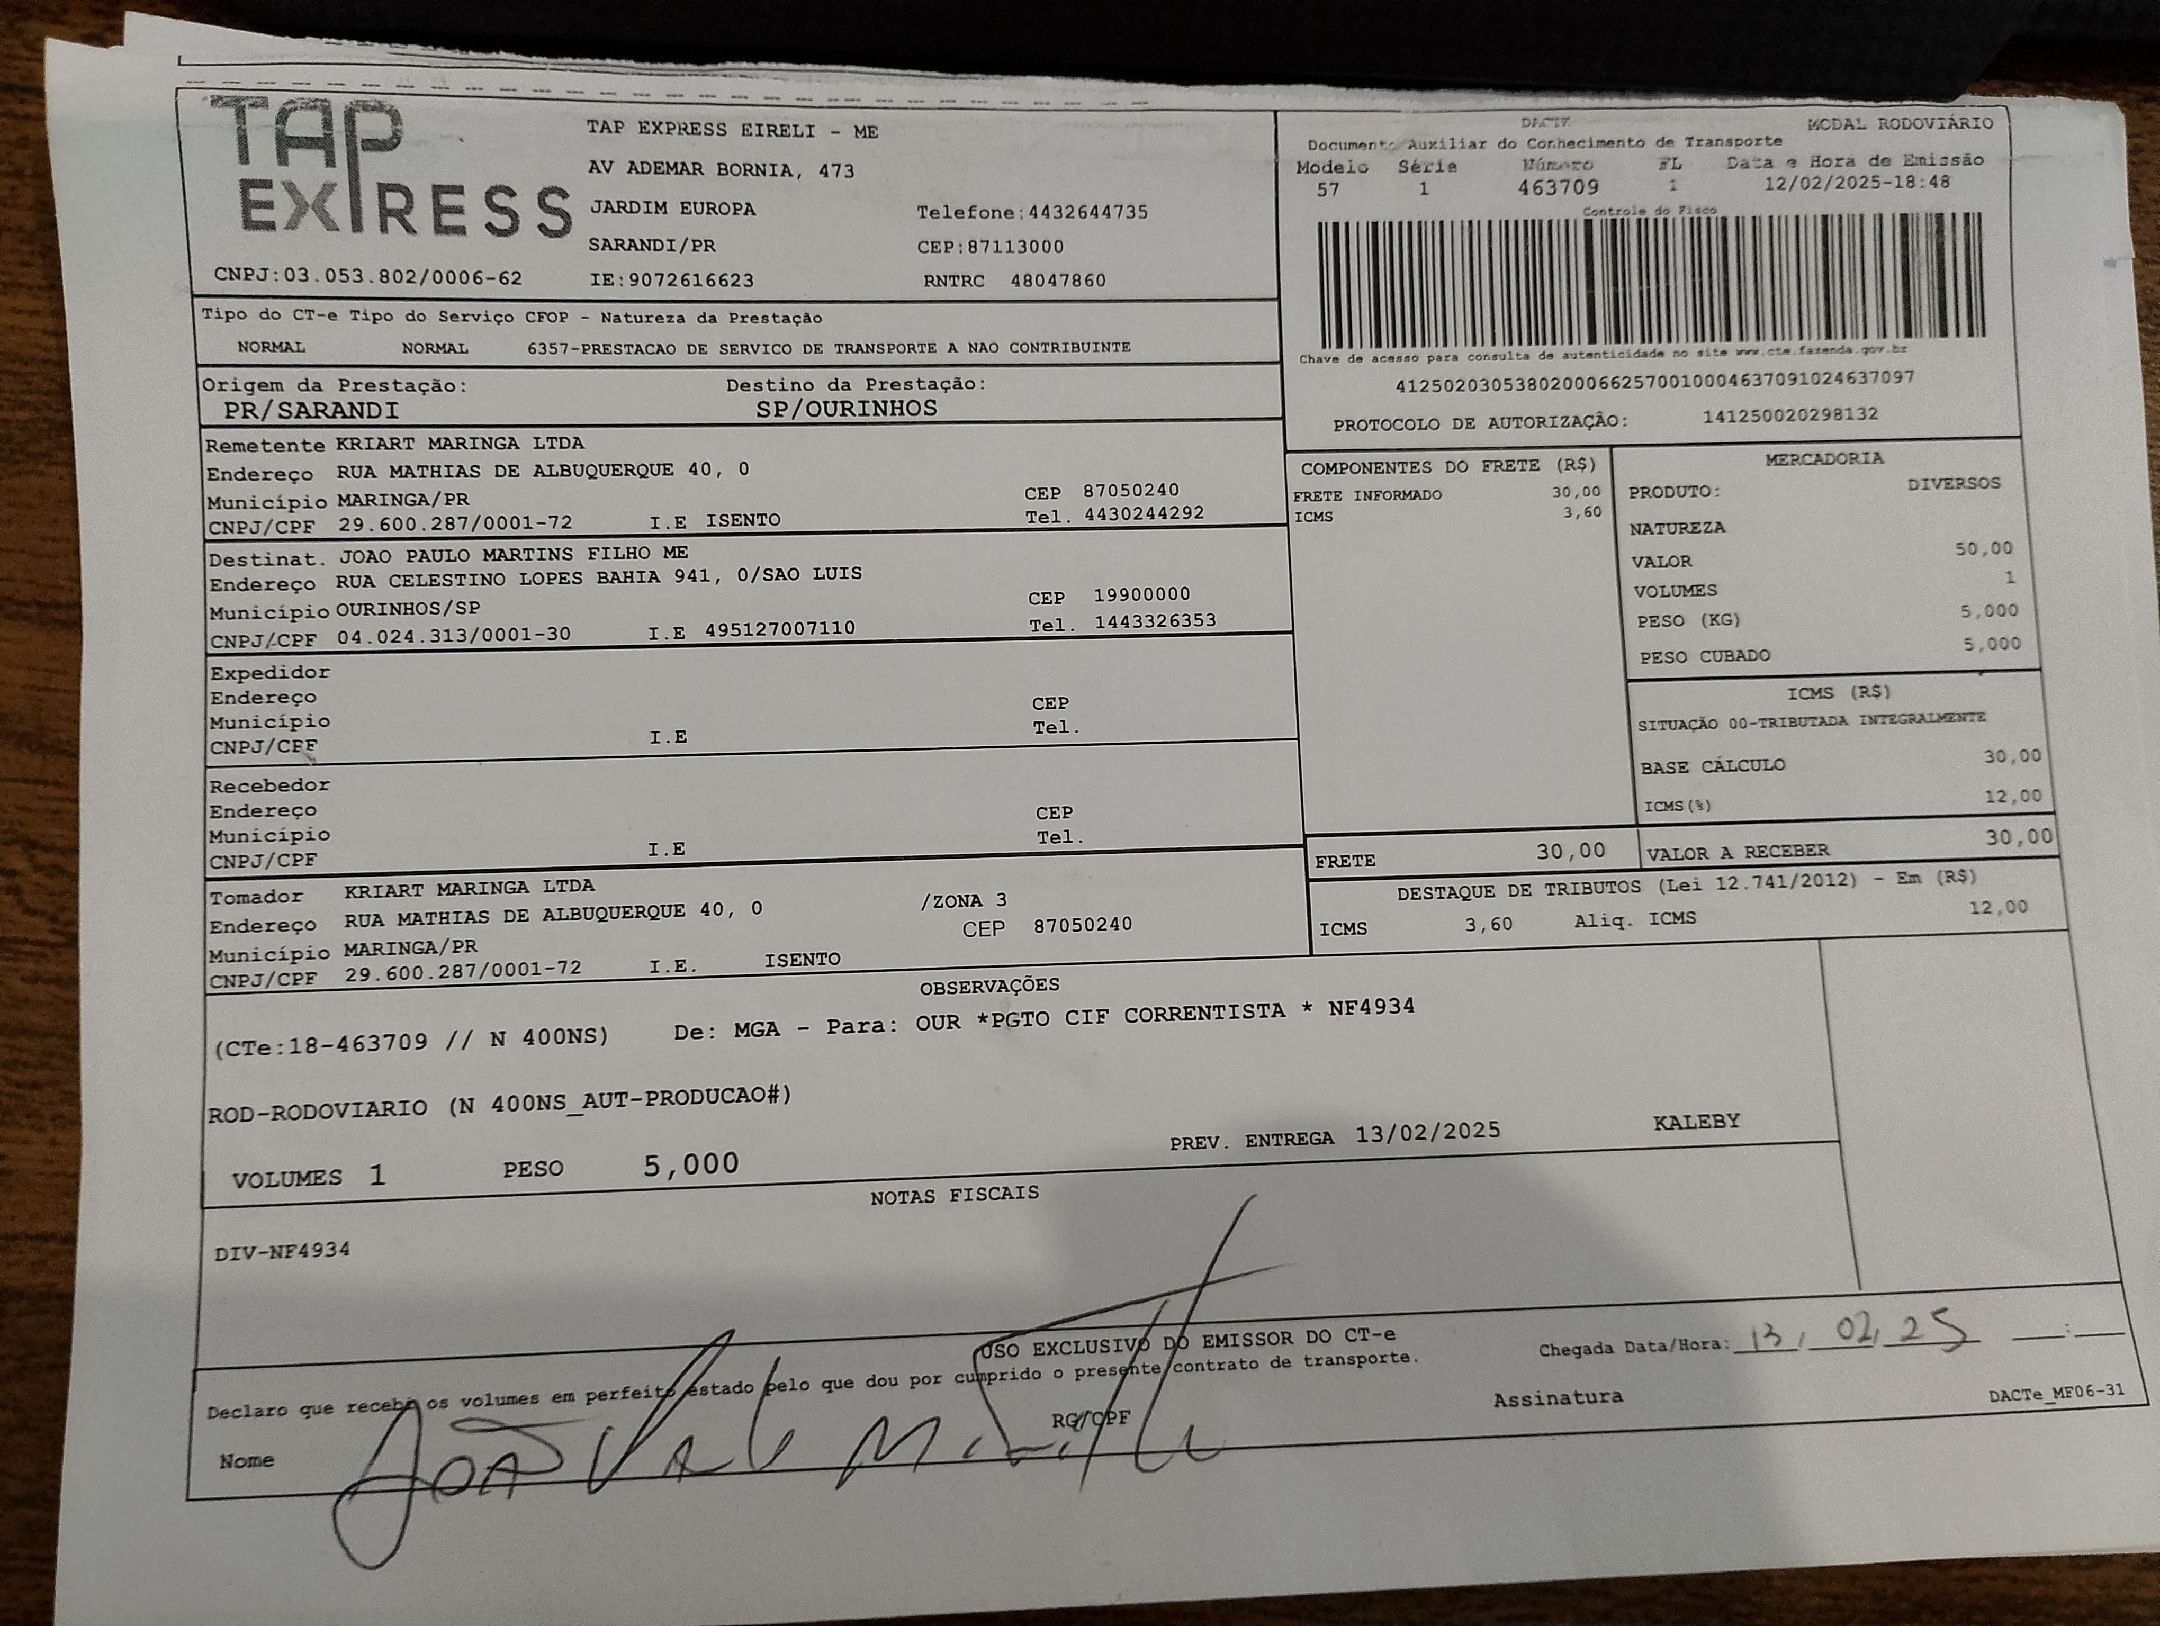 TAP EXPRESS
TAP EXPRESS EIRELI - ME
AV ADEMAR BORNIA, 473
JARDIM EUROPA Telefone:4432644735
SARANDI/PR CEP:87113000
CNPJ:03.053.802/0006-62 IE:9072616623 RNTRC 48047860
DACTE MODAL RODOVIÁRIO
Documento Auxiliar do Conhecimento de Transporte
Modelo Série Número FL Data e Hora de Emissão
57 1 463709 1 12/02/2025-18:48
Controle do Fisco
Chave de acesso para consulta de autenticidade no site www.cte.fazenda.gov.br
41250203053802000662570010004637091024637097
PROTOCOLO DE AUTORIZAÇÃO: 141250020298132
Tipo do CT-e Tipo do Serviço CFOP - Natureza da Prestação
NORMAL NORMAL 6357-PRESTACAO DE SERVICO DE TRANSPORTE A NAO CONTRIBUINTE
Origem da Prestação: Destino da Prestação:
PR/SARANDI SP/OURINHOS
Remetente KRIART MARINGA LTDA
Endereço RUA MATHIAS DE ALBUQUERQUE 40, 0
Município MARINGA/PR CEP 87050240
CNPJ/CPF 29.600.287/0001-72 I.E ISENTO Tel. 4430244292
Destinat. JOAO PAULO MARTINS FILHO ME
Endereço RUA CELESTINO LOPES BAHIA 941, 0/SAO LUIS
Município OURINHOS/SP CEP 19900000
CNPJ/CPF 04.024.313/0001-30 I.E 495127007110 Tel. 1443326353
Expedidor
Endereço
Município CEP
CNPJ/CPF I.E Tel.
Recebedor
Endereço
Município CEP
CNPJ/CPF I.E Tel.
Tomador KRIART MARINGA LTDA
Endereço RUA MATHIAS DE ALBUQUERQUE 40, 0 /ZONA 3
Município MARINGA/PR CEP 87050240
CNPJ/CPF 29.600.287/0001-72 I.E. ISENTO
COMPONENTES DO FRETE (R$)
FRETE INFORMADO 30,00
ICMS 3,60
MERCADORIA
PRODUTO: DIVERSOS
NATUREZA
VALOR 50,00
VOLUMES 1
PESO (KG) 5,000
PESO CUBADO 5,000
ICMS (R$)
SITUAÇÃO 00-TRIBUTADA INTEGRALMENTE
BASE CÁLCULO 30,00
ICMS(%) 12,00
FRETE 30,00 VALOR A RECEBER 30,00
DESTAQUE DE TRIBUTOS (Lei 12.741/2012) - Em (R$)
ICMS 3,60 Aliq. ICMS 12,00
OBSERVAÇÕES
(CTe:18-463709 // N 400NS) De: MGA - Para: OUR *PGTO CIF CORRENTISTA * NF4934
ROD-RODOVIARIO (N 400NS_AUT-PRODUCAO#)
VOLUMES 1 PESO 5,000 PREV. ENTREGA 13/02/2025 KALEBY
NOTAS FISCAIS
DIV-NF4934
USO EXCLUSIVO DO EMISSOR DO CT-e
Declaro que recebi os volumes em perfeito estado pelo que dou por cumprido o presente contrato de transporte.
Chegada Data/Hora: 13, 02, 25 __:__
Nome RG/CPF Assinatura DACTe_MF06-31